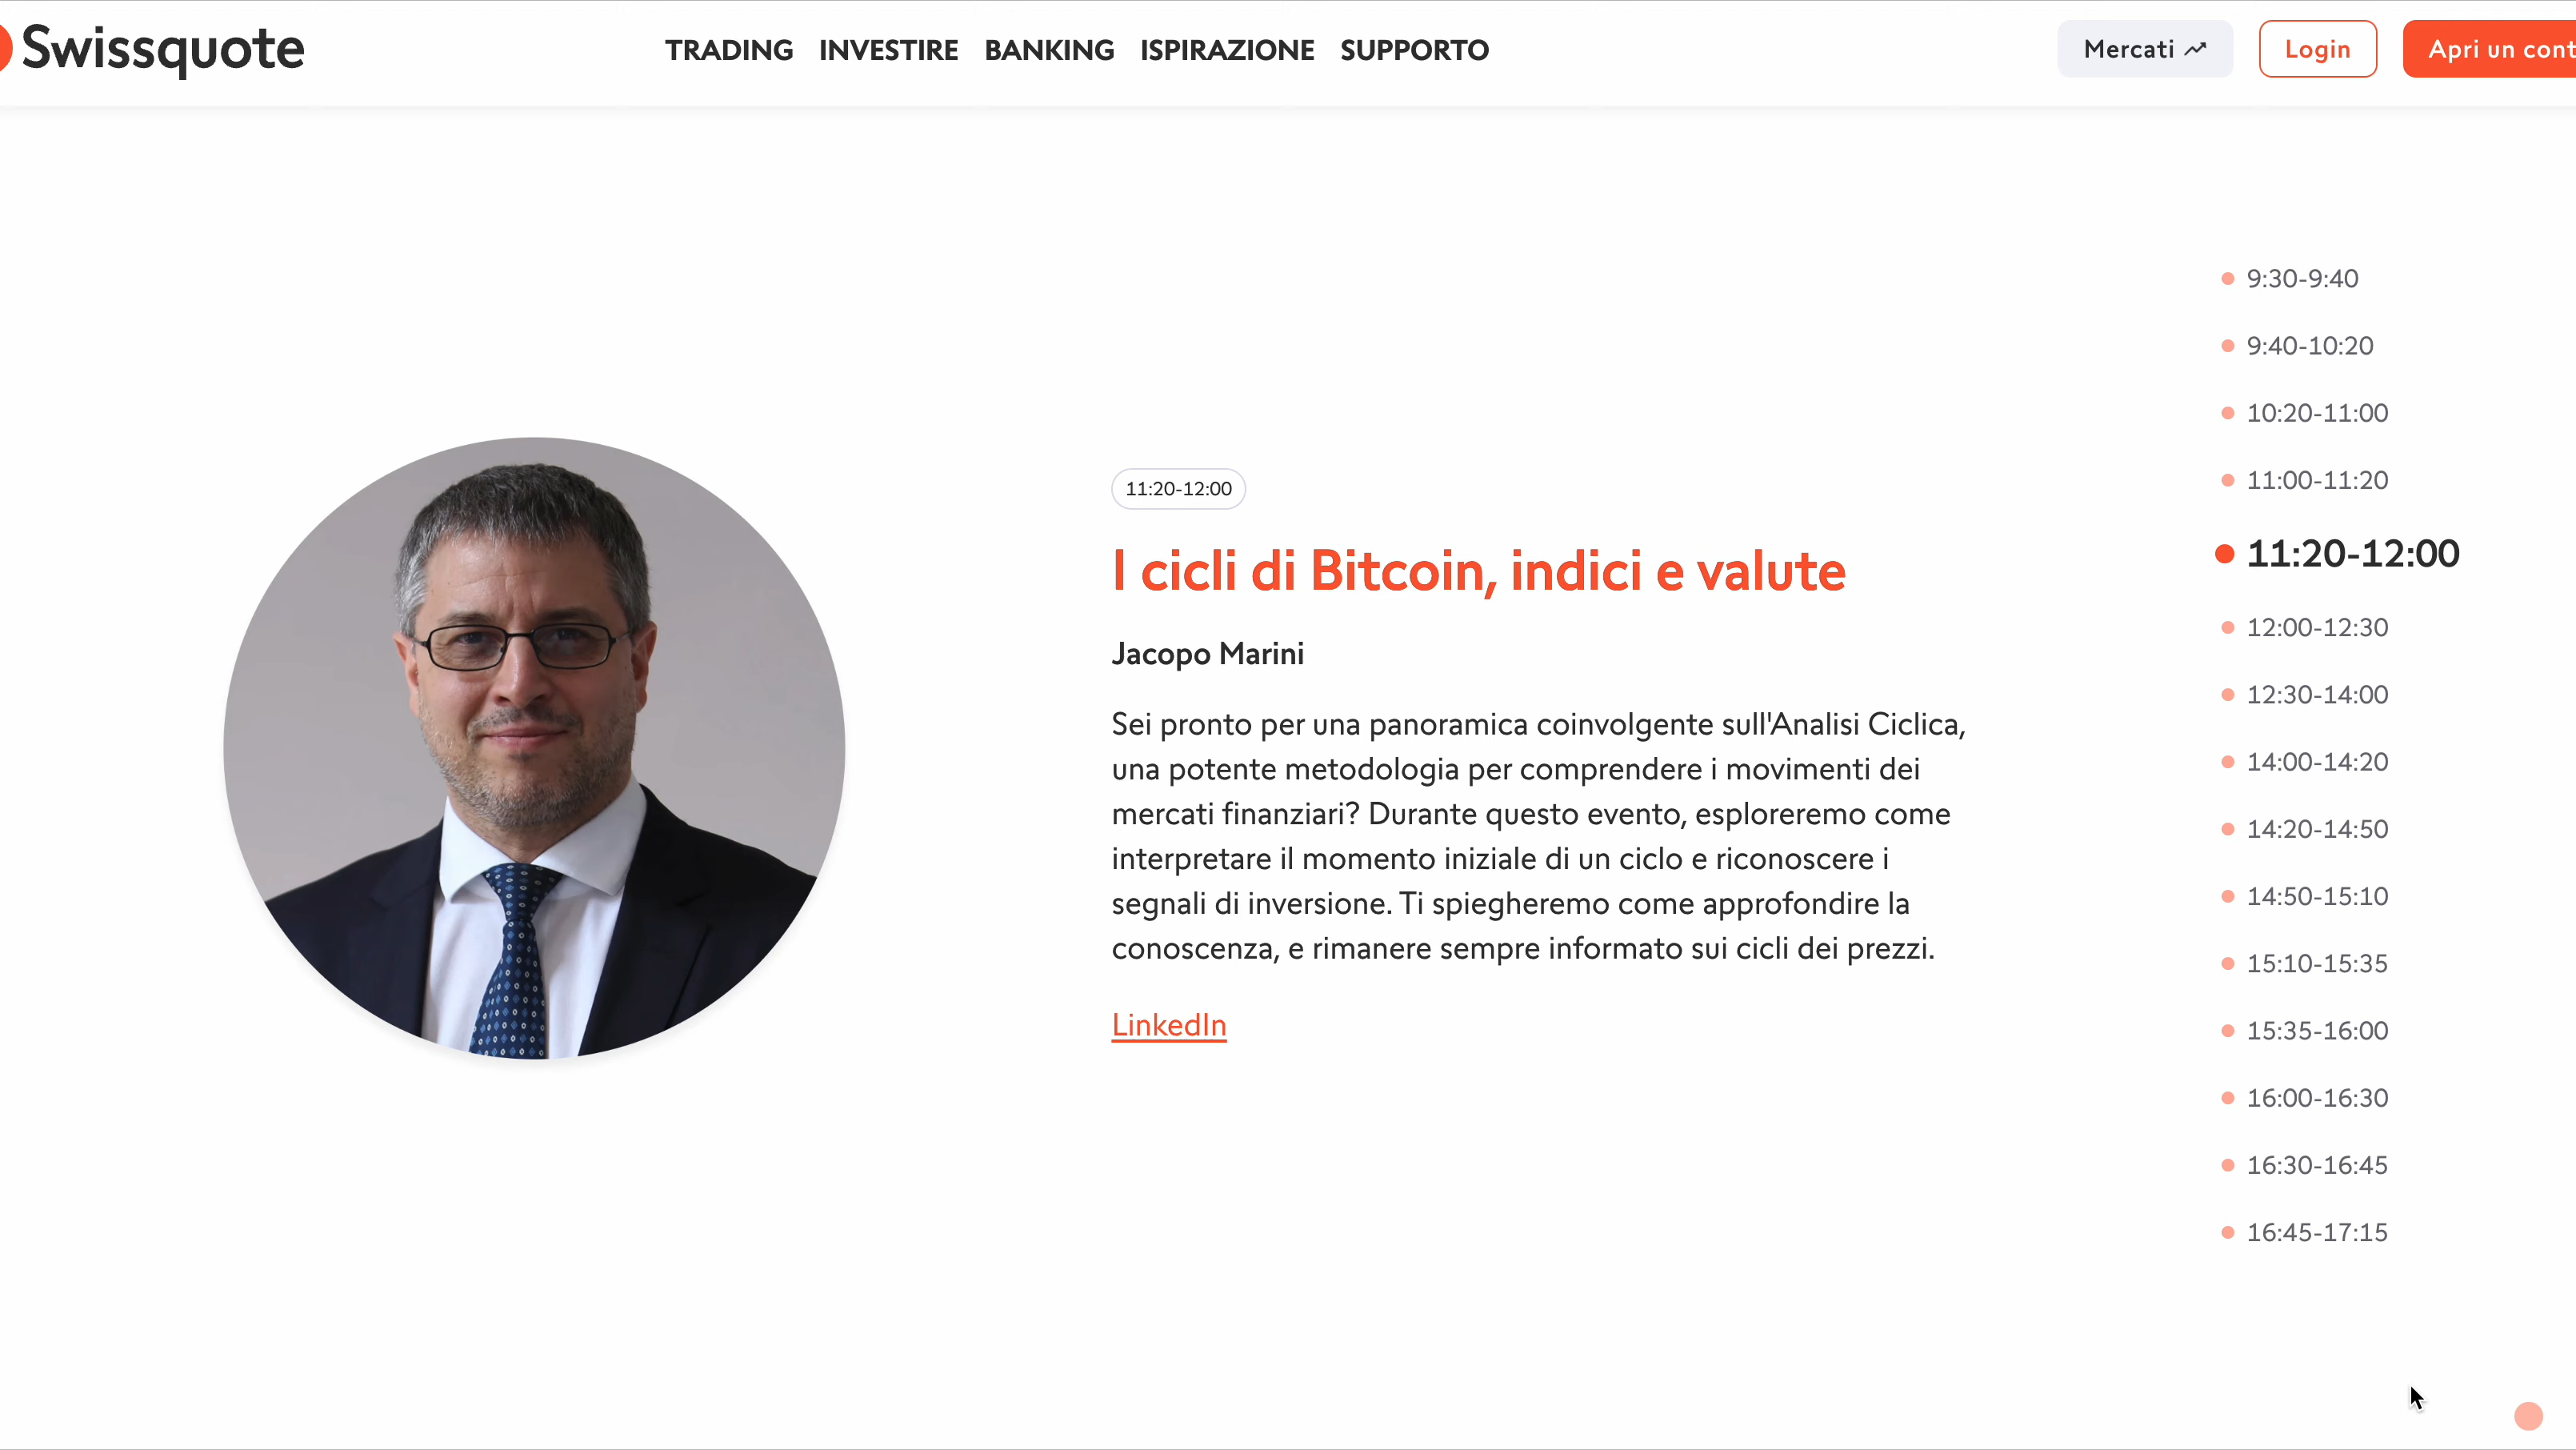 Swissquote
TRADING INVESTIRE BANKING ISPIRAZIONE SUPPORTO
Mercati
Login
Apri un cont
11:20-12:00
I cicli di Bitcoin, indici e valute
Jacopo Marini
Sei pronto per una panoramica coinvolgente sull'Analisi Ciclica,
una potente metodologia per comprendere i movimenti dei
mercati finanziari? Durante questo evento, esploreremo come
interpretare il momento iniziale di un ciclo e riconoscere i
segnali di inversione. Ti spiegheremo come approfondire la
conoscenza, e rimanere sempre informato sui cicli dei prezzi.
LinkedIn
9:30-9:40
9:40-10:20
10:20-11:00
11:00-11:20
11:20-12:00
12:00-12:30
12:30-14:00
14:00-14:20
14:20-14:50
14:50-15:10
15:10-15:35
15:35-16:00
16:00-16:30
16:30-16:45
16:45-17:15